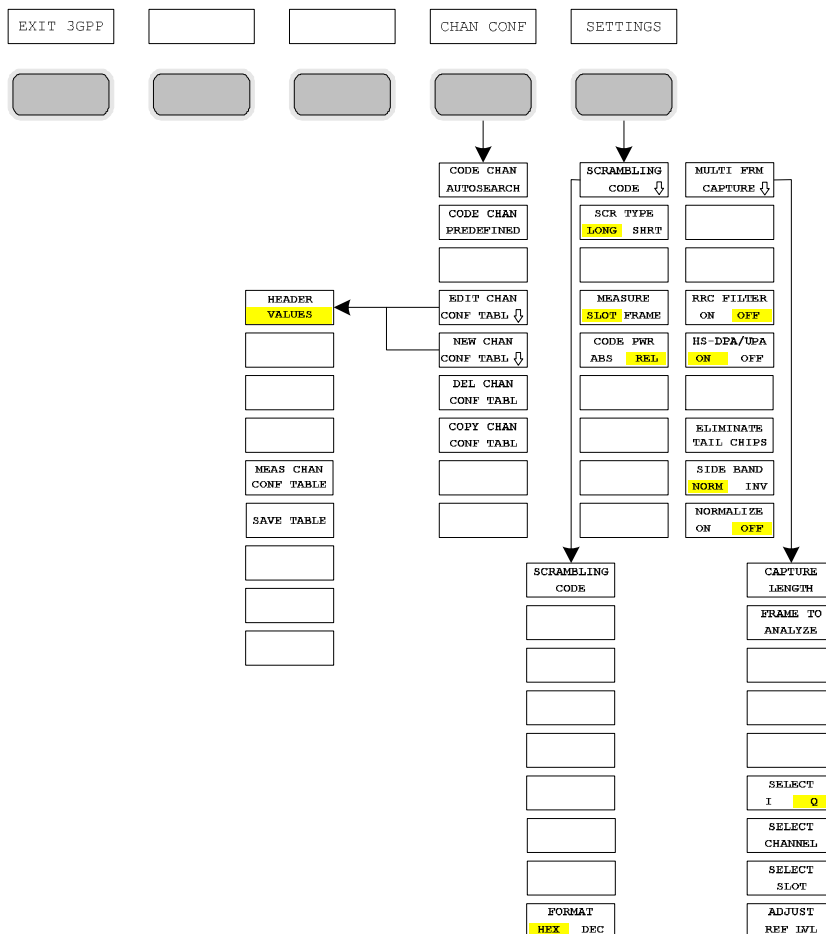 EXIT 3GPP
CHAN CONF
SETTINGS
CODE CHAN
AUTOSEARCH
CODE CHAN
PREDEFINED
EDIT CHAN
CONF TABL ⇩
NEW CHAN
CONF TABL ⇩
DEL CHAN
CONF TABL
COPY CHAN
CONF TABL
HEADER
VALUES
MEAS CHAN
CONF TABLE
SAVE TABLE
SCRAMBLING
CODE ⇩
SCR TYPE
LONG SHRT
MEASURE
SLOT FRAME
CODE PWR
ABS REL
MULTI FRM
CAPTURE ⇩
RRC FILTER
ON OFF
HS-DPA/UPA
ON OFF
ELIMINATE
TAIL CHIPS
SIDE BAND
NORM INV
NORMALIZE
ON OFF
SCRAMBLING
CODE
FORMAT
HEX DEC
CAPTURE
LENGTH
FRAME TO
ANALYZE
SELECT
I Q
SELECT
CHANNEL
SELECT
SLOT
ADJUST
REF LVL